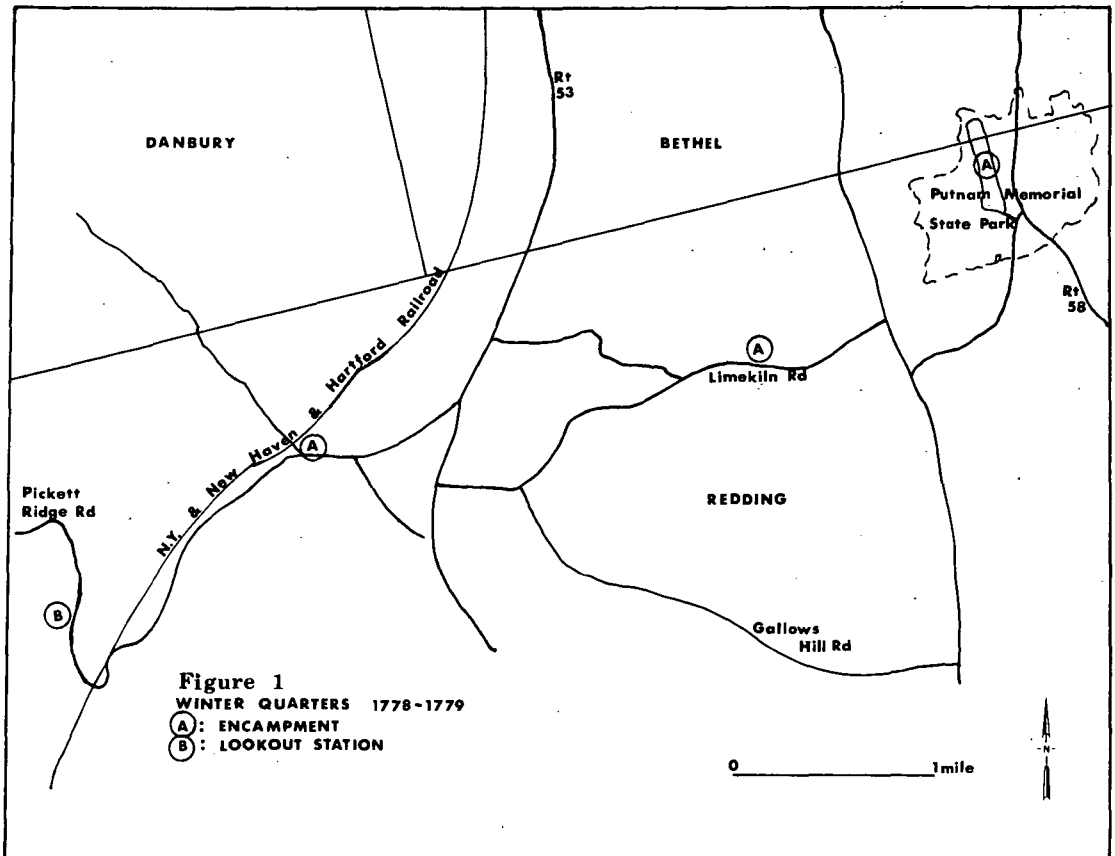 Rt
53
DANBURY
BETHEL
A
Putnam Memorial
State Park
Rt
58
N.Y. & New Haven & Hartford Railroad
A
Limekiln Rd
A
Pickett
Ridge Rd
REDDING
B
Gallows
Hill Rd
Figure 1
WINTER QUARTERS 1778-1779
A : ENCAMPMENT
B : LOOKOUT STATION
0 1mile
N